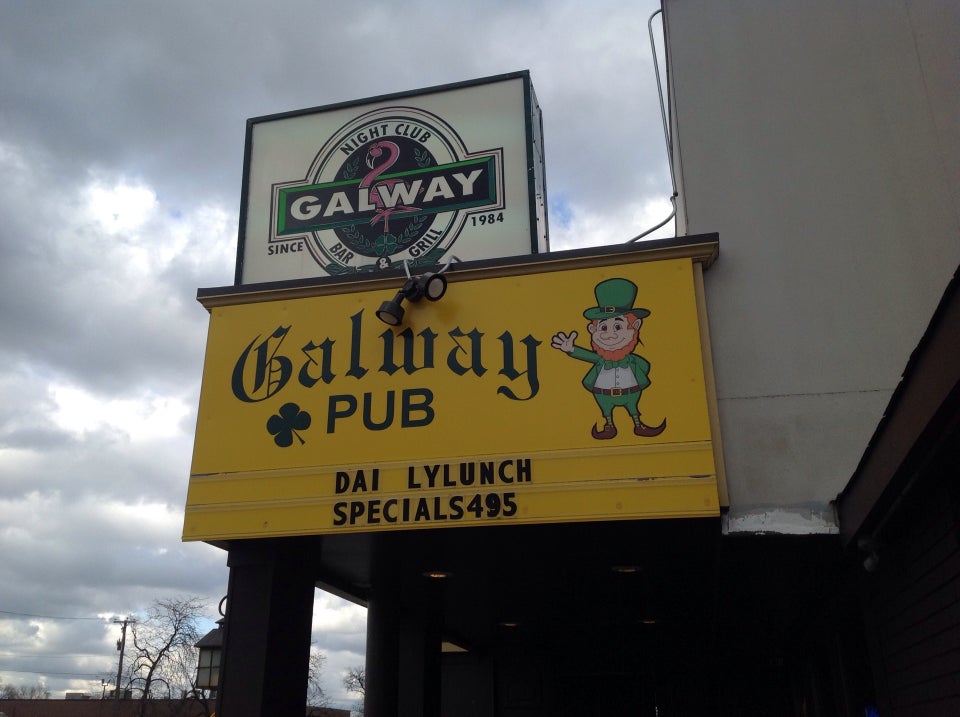 NIGHT CLUB
GALWAY
SINCE 1984
BAR & GRILL
Galway
PUB
DAI LYLUNCH
SPECIALS495